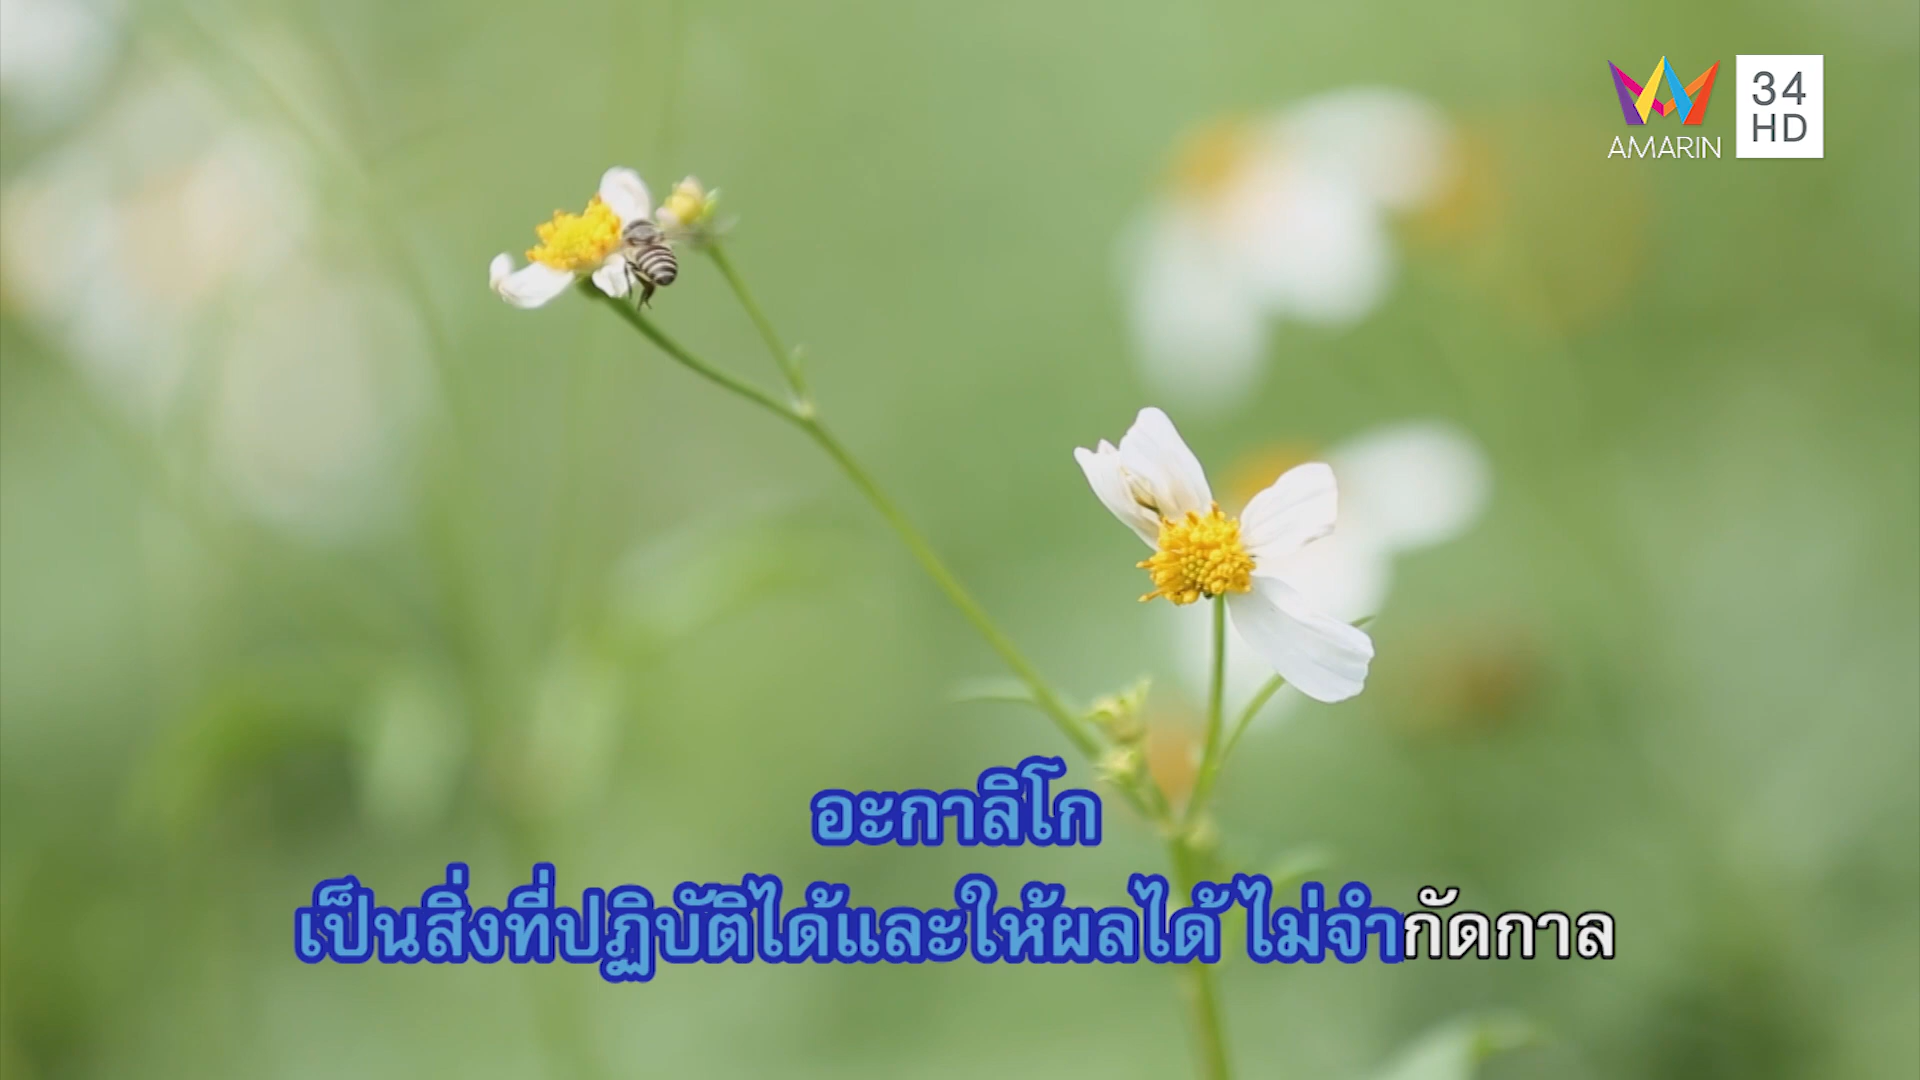 AMARIN
34
HD
อะกาลิโก
เป็นสิ่งที่ปฏิบัติได้และให้ผลได้ ไม่จำกัดกาล